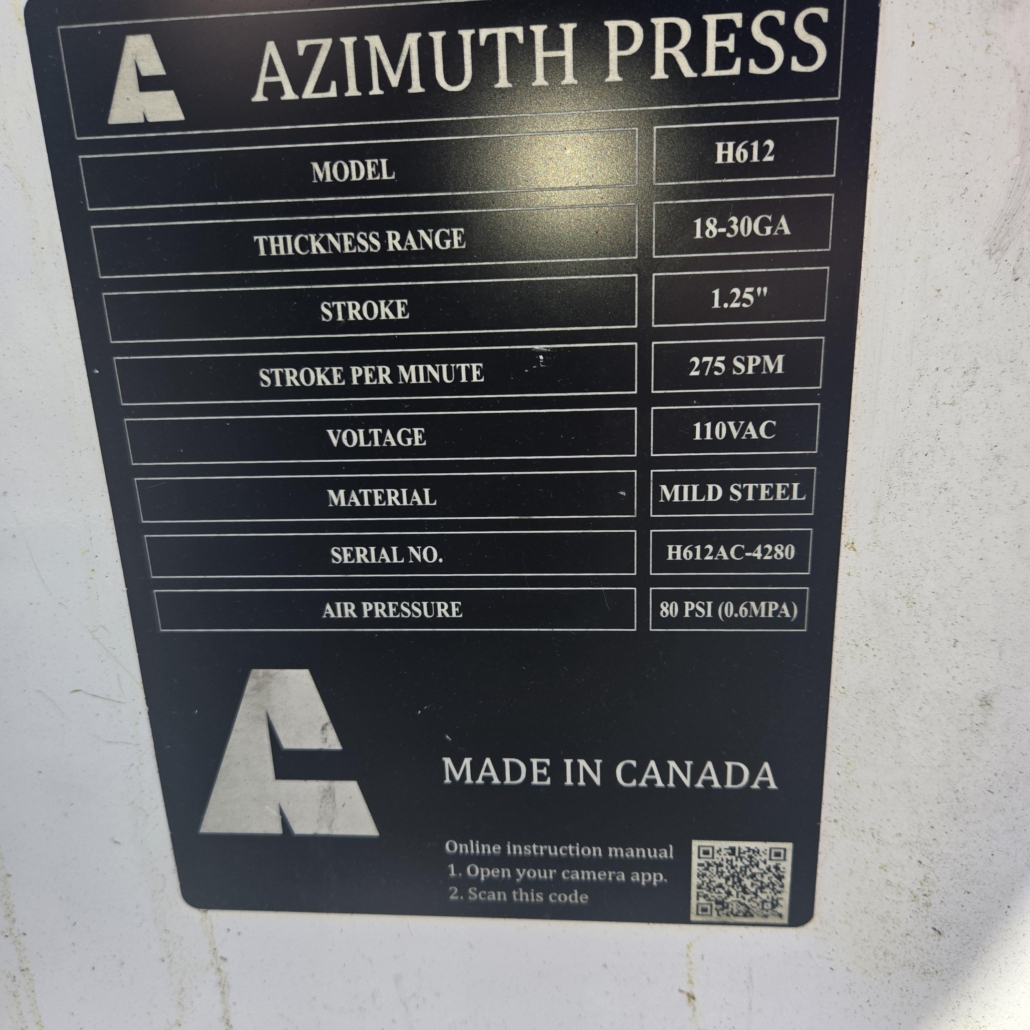 AZIMUTH PRESS
MODEL H612
THICKNESS RANGE 18-30GA
STROKE 1.25"
STROKE PER MINUTE 275 SPM
VOLTAGE 110VAC
MATERIAL MILD STEEL
SERIAL NO. H612AC-4280
AIR PRESSURE 80 PSI (0.6MPA)
MADE IN CANADA
Online instruction manual
1. Open your camera app.
2. Scan this code